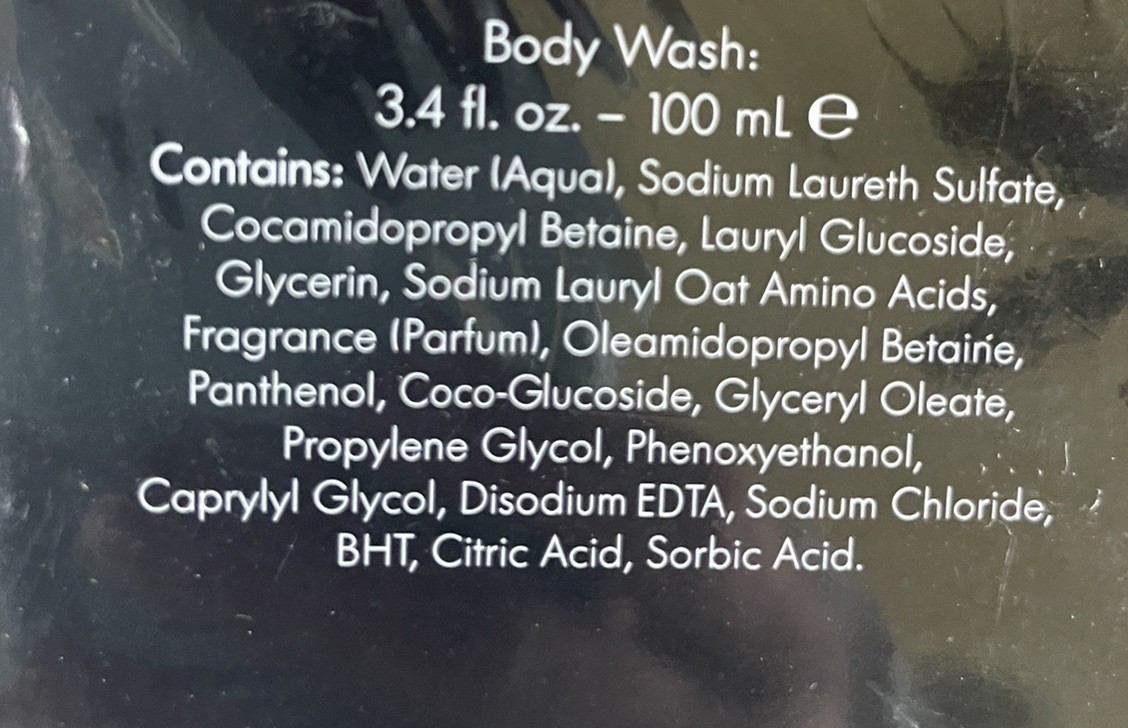 Body Wash:
3.4 fl. oz. – 100 mL ℮
Contains: Water (Aqua), Sodium Laureth Sulfate,
Cocamidopropyl Betaine, Lauryl Glucoside,
Glycerin, Sodium Lauryl Oat Amino Acids,
Fragrance (Parfum), Oleamidopropyl Betaine,
Panthenol, Coco-Glucoside, Glyceryl Oleate,
Propylene Glycol, Phenoxyethanol,
Caprylyl Glycol, Disodium EDTA, Sodium Chloride,
BHT, Citric Acid, Sorbic Acid.